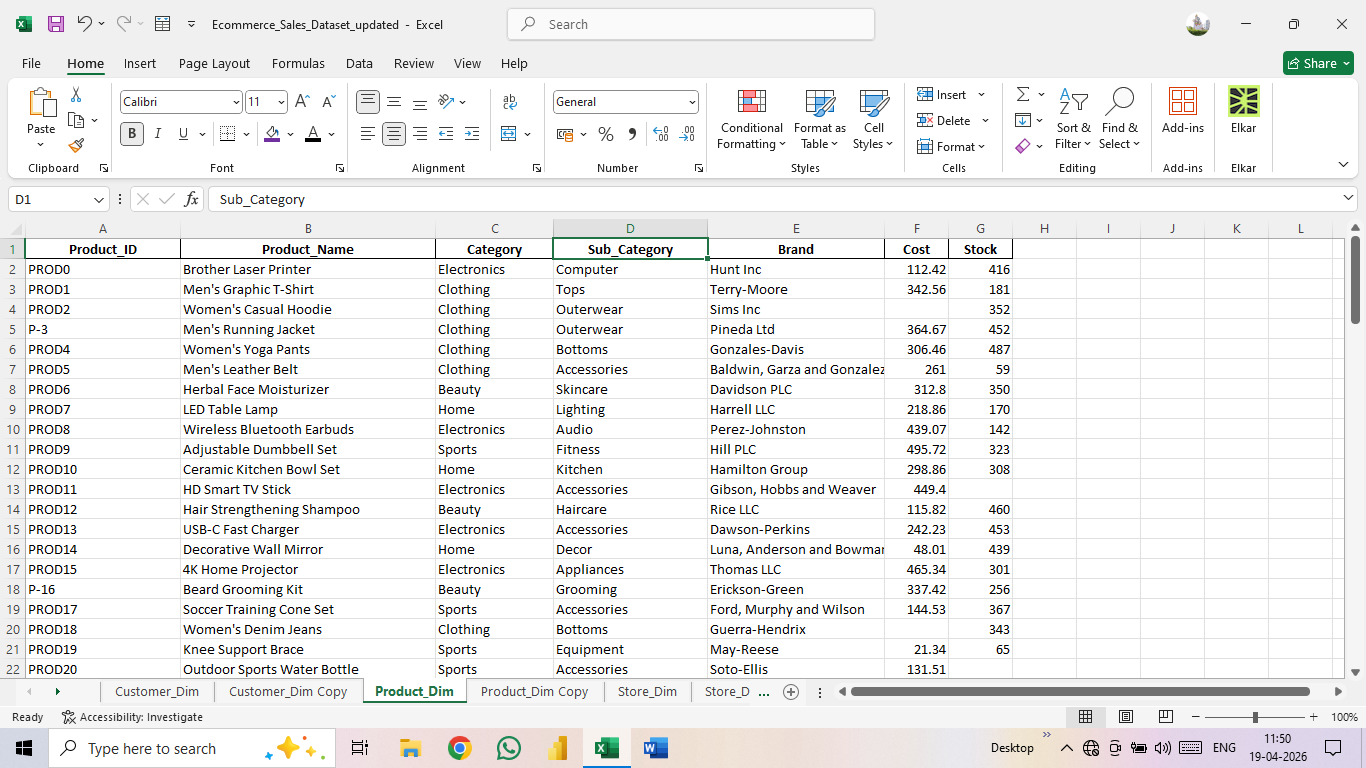 Ecommerce_Sales_Dataset_updated - Excel
Search
File Home Insert Page Layout Formulas Data Review View Help Share
Paste
Calibri 11
B I U
ab
General
Conditional Formatting
Format as Table
Cell Styles
Insert
Delete
Format
Sort & Filter
Find & Select
Add-ins
Elkar
Clipboard Font Alignment Number Styles Cells Editing Add-ins Elkar
D1 fx Sub_Category
A B C D E F G H I J K L
1 Product_ID Product_Name Category Sub_Category Brand Cost Stock
2 PROD0 Brother Laser Printer Electronics Computer Hunt Inc 112.42 416
3 PROD1 Men's Graphic T-Shirt Clothing Tops Terry-Moore 342.56 181
4 PROD2 Women's Casual Hoodie Clothing Outerwear Sims Inc 352
5 P-3 Men's Running Jacket Clothing Outerwear Pineda Ltd 364.67 452
6 PROD4 Women's Yoga Pants Clothing Bottoms Gonzales-Davis 306.46 487
7 PROD5 Men's Leather Belt Clothing Accessories Baldwin, Garza and Gonzalez 261 59
8 PROD6 Herbal Face Moisturizer Beauty Skincare Davidson PLC 312.8 350
9 PROD7 LED Table Lamp Home Lighting Harrell LLC 218.86 170
10 PROD8 Wireless Bluetooth Earbuds Electronics Audio Perez-Johnston 439.07 142
11 PROD9 Adjustable Dumbbell Set Sports Fitness Hill PLC 495.72 323
12 PROD10 Ceramic Kitchen Bowl Set Home Kitchen Hamilton Group 298.86 308
13 PROD11 HD Smart TV Stick Electronics Accessories Gibson, Hobbs and Weaver 449.4
14 PROD12 Hair Strengthening Shampoo Beauty Haircare Rice LLC 115.82 460
15 PROD13 USB-C Fast Charger Electronics Accessories Dawson-Perkins 242.23 453
16 PROD14 Decorative Wall Mirror Home Decor Luna, Anderson and Bowmar 48.01 439
17 PROD15 4K Home Projector Electronics Appliances Thomas LLC 465.34 301
18 P-16 Beard Grooming Kit Beauty Grooming Erickson-Green 337.42 256
19 PROD17 Soccer Training Cone Set Sports Accessories Ford, Murphy and Wilson 144.53 367
20 PROD18 Women's Denim Jeans Clothing Bottoms Guerra-Hendrix 343
21 PROD19 Knee Support Brace Sports Equipment May-Reese 21.34 65
22 PROD20 Outdoor Sports Water Bottle Sports Accessories Soto-Ellis 131.51
Customer_Dim Customer_Dim Copy Product_Dim Product_Dim Copy Store_Dim Store_D ...
Ready Accessibility: Investigate 100%
Type here to search
Desktop
ENG
11:50
19-04-2026